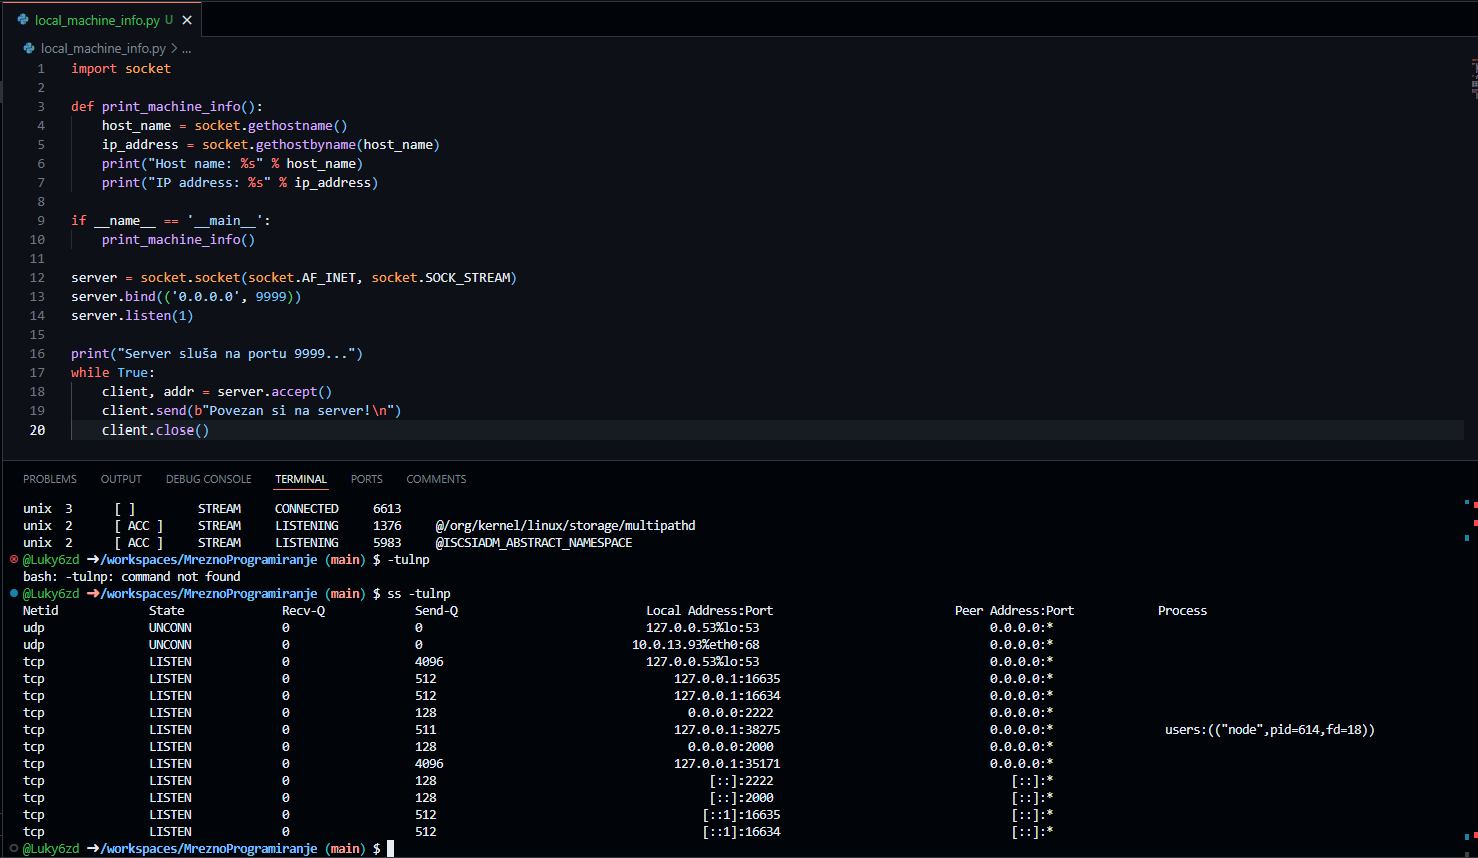 local_machine_info.py U ×
local_machine_info.py > ...
1 import socket
2
3 def print_machine_info():
4     host_name = socket.gethostname()
5     ip_address = socket.gethostbyname(host_name)
6     print("Host name: %s" % host_name)
7     print("IP address: %s" % ip_address)
8
9 if __name__ == '__main__':
10     print_machine_info()
11
12 server = socket.socket(socket.AF_INET, socket.SOCK_STREAM)
13 server.bind(('0.0.0.0', 9999))
14 server.listen(1)
15
16 print("Server sluša na portu 9999...")
17 while True:
18     client, addr = server.accept()
19     client.send(b"Povezan si na server!\n")
20     client.close()
PROBLEMS OUTPUT DEBUG CONSOLE TERMINAL PORTS COMMENTS
unix 3 [ ] STREAM CONNECTED 6613
unix 2 [ ACC ] STREAM LISTENING 1376 @/org/kernel/linux/storage/multipathd
unix 2 [ ACC ] STREAM LISTENING 5983 @ISCSIADM_ABSTRACT_NAMESPACE
@Luky6zd ➜/workspaces/MreznoProgramiranje (main) $ -tulnp
bash: -tulnp: command not found
@Luky6zd ➜/workspaces/MreznoProgramiranje (main) $ ss -tulnp
Netid State Recv-Q Send-Q Local Address:Port Peer Address:Port Process
udp UNCONN 0 0 127.0.0.53%lo:53 0.0.0.0:*
udp UNCONN 0 0 10.0.13.93%eth0:68 0.0.0.0:*
tcp LISTEN 0 4096 127.0.0.53%lo:53 0.0.0.0:*
tcp LISTEN 0 512 127.0.0.1:16635 0.0.0.0:*
tcp LISTEN 0 512 127.0.0.1:16634 0.0.0.0:*
tcp LISTEN 0 128 0.0.0.0:2222 0.0.0.0:*
tcp LISTEN 0 511 127.0.0.1:38275 0.0.0.0:* users:(("node",pid=614,fd=18))
tcp LISTEN 0 128 0.0.0.0:2000 0.0.0.0:*
tcp LISTEN 0 4096 127.0.0.1:35171 0.0.0.0:*
tcp LISTEN 0 128 [::]:2222 [::]:*
tcp LISTEN 0 128 [::]:2000 [::]:*
tcp LISTEN 0 512 [::1]:16635 [::]:*
tcp LISTEN 0 512 [::1]:16634 [::]:*
@Luky6zd ➜/workspaces/MreznoProgramiranje (main) $